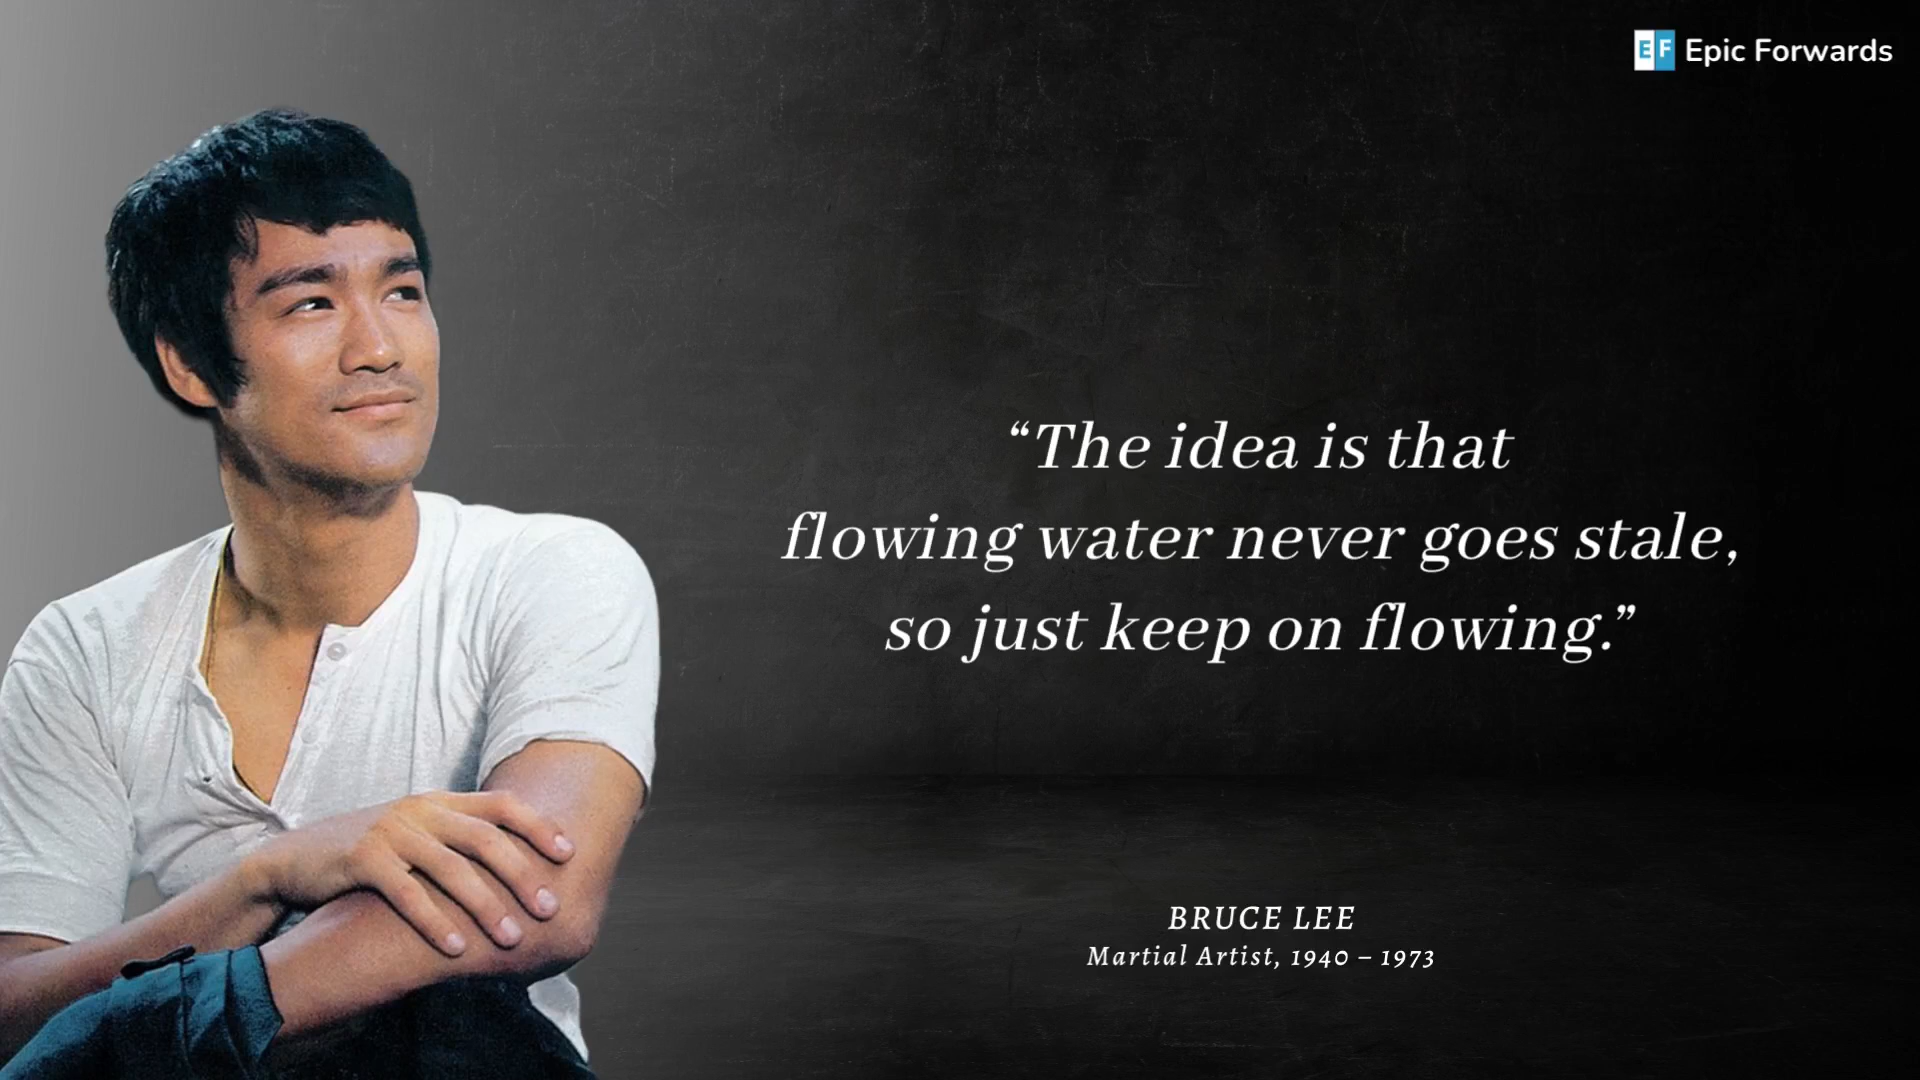 EF Epic Forwards
“The idea is that
flowing water never goes stale,
so just keep on flowing.”
BRUCE LEE
Martial Artist, 1940 – 1973